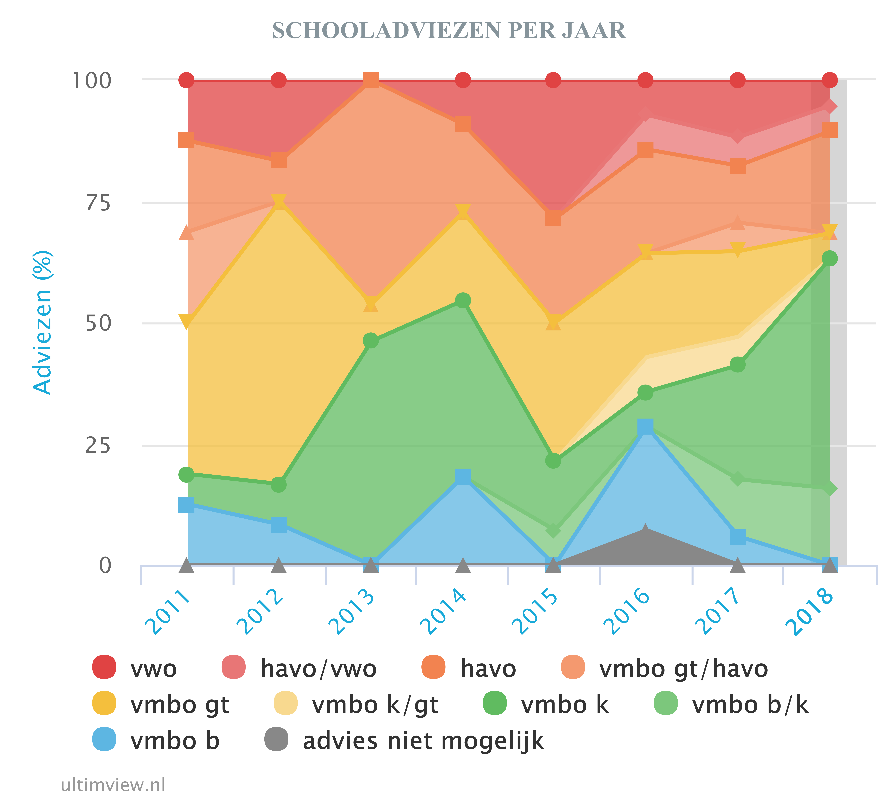 SCHOOLADVIEZEN PER JAAR
100
75
50
25
0
Adviezen (%)
2011 2012 2013 2014 2015 2016 2017 2018
vwo havo/vwo havo vmbo gt/havo
vmbo gt vmbo k/gt vmbo k vmbo b/k
vmbo b advies niet mogelijk
ultimview.nl